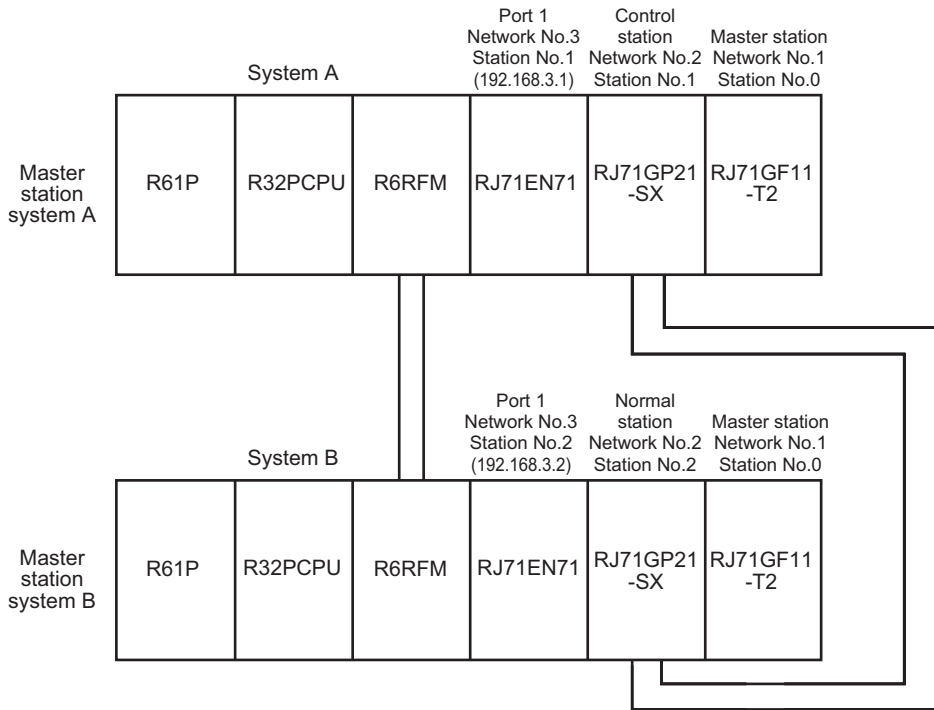 Port 1
Network No.3
Station No.1
(192.168.3.1)
Control
station
Network No.2
Station No.1
Master station
Network No.1
Station No.0
System A
Master
station
system A
R61P
R32PCPU
R6RFM
RJ71EN71
RJ71GP21
-SX
RJ71GF11
-T2
Port 1
Network No.3
Station No.2
(192.168.3.2)
Normal
station
Network No.2
Station No.2
Master station
Network No.1
Station No.0
System B
Master
station
system B
R61P
R32PCPU
R6RFM
RJ71EN71
RJ71GP21
-SX
RJ71GF11
-T2